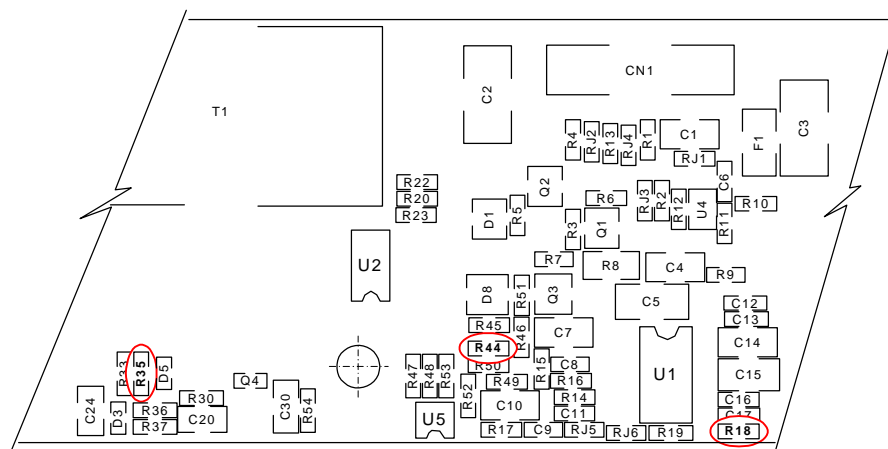 CN1
C2
T1
C3
F1
R4
RJ2
R13
RJ4
R1
C1
RJ1
C6
R22
R20
R23
Q2
D1
R5
R6
RJ3
R2
R12
U4
R11
R10
R3
Q1
U2
R7
R8
C4
R9
D8
R51
Q3
C5
C12
R45
R46
C7
C13
R44
C14
R33
R35
D5
R50
R15
C8
R47
R48
R53
U1
C15
Q4
R52
R49
R16
C24
D3
R30
C30
R54
R14
C16
R36
C20
C10
C11
C17
R37
U5
R17
C9
RJ5
RJ6
R19
R18